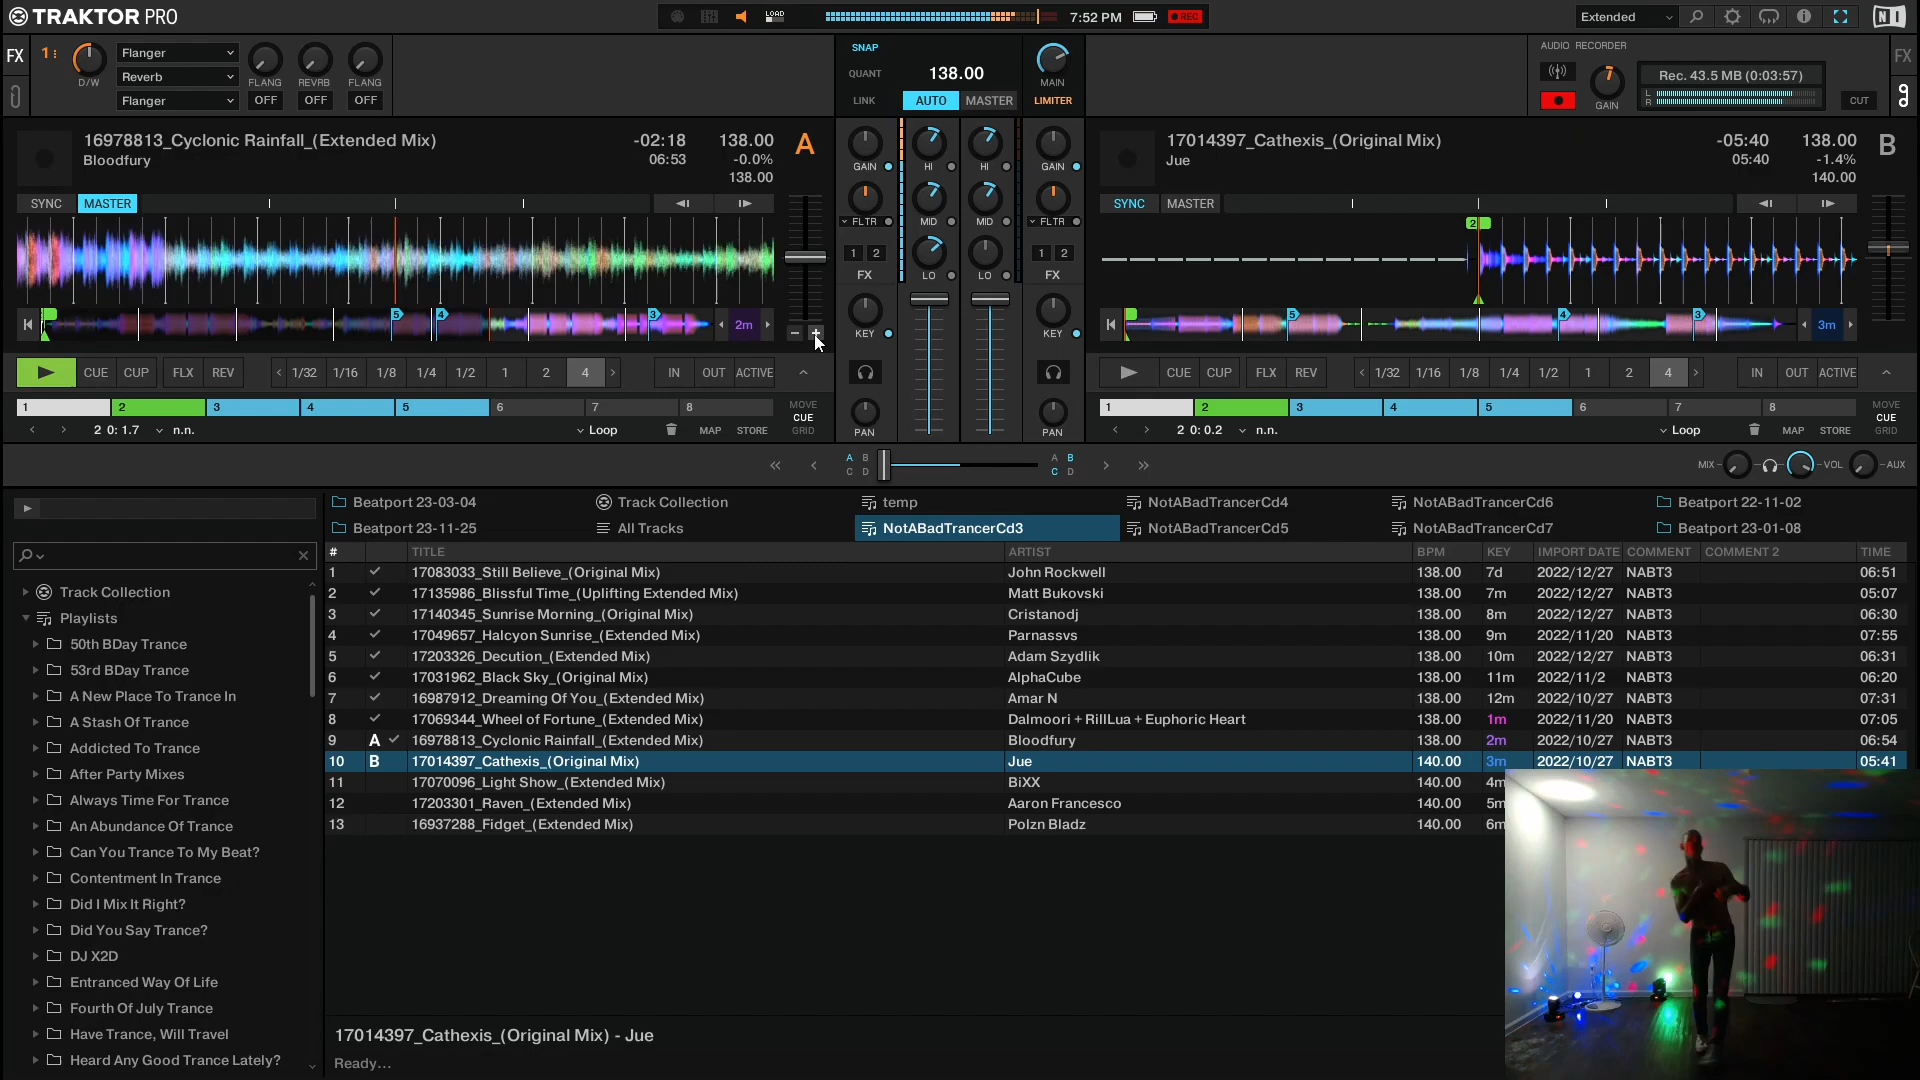 TRAKTOR PRO
LOAD
7:52 PM
REC
Extended
FX
1
D/W
Flanger
Reverb
Flanger
FLANG
REVRB
FLANG
OFF
OFF
OFF
SNAP
QUANT
LINK
138.00
AUTO
MASTER
MAIN
LIMITER
AUDIO RECORDER
GAIN
Rec. 43.5 MB (0:03:57)
L
R
CUT
FX
16978813_Cyclonic Rainfall_(Extended Mix)
Bloodfury
-02:18
06:53
138.00
-0.0%
138.00
A
SYNC
MASTER
5
4
3
2m
CUE
CUP
FLX
REV
1/32
1/16
1/8
1/4
1/2
1
2
4
IN
OUT
ACTIVE
1
2
3
4
5
6
7
8
MOVE
CUE
GRID
2 0: 1.7
n.n.
Loop
MAP
STORE
GAIN
HI
HI
GAIN
FLTR
MID
MID
FLTR
1
2
1
2
FX
LO
LO
FX
KEY
KEY
PAN
PAN
17014397_Cathexis_(Original Mix)
Jue
-05:40
05:40
138.00
-1.4%
140.00
B
SYNC
MASTER
2
5
4
3
3m
CUE
CUP
FLX
REV
1/32
1/16
1/8
1/4
1/2
1
2
4
IN
OUT
ACTIVE
1
2
3
4
5
6
7
8
MOVE
CUE
GRID
2 0: 0.2
n.n.
Loop
MAP
STORE
A B
C D
A B
C D
MIX
VOL
AUX
Beatport 23-03-04
Track Collection
temp
NotABadTrancerCd4
NotABadTrancerCd6
Beatport 22-11-02
Beatport 23-11-25
All Tracks
NotABadTrancerCd3
NotABadTrancerCd5
NotABadTrancerCd7
Beatport 23-01-08
Track Collection
Playlists
50th BDay Trance
53rd BDay Trance
A New Place To Trance In
A Stash Of Trance
Addicted To Trance
After Party Mixes
Always Time For Trance
An Abundance Of Trance
Can You Trance To My Beat?
Contentment In Trance
Did I Mix It Right?
Did You Say Trance?
DJ X2D
Entranced Way Of Life
Fourth Of July Trance
Have Trance, Will Travel
Heard Any Good Trance Lately?
# TITLE ARTIST BPM KEY IMPORT DATE COMMENT COMMENT 2 TIME
1 17083033_Still Believe_(Original Mix) John Rockwell 138.00 7d 2022/12/27 NABT3 06:51
2 17135986_Blissful Time_(Uplifting Extended Mix) Matt Bukovski 138.00 7m 2022/12/27 NABT3 05:07
3 17140345_Sunrise Morning_(Original Mix) Cristanodj 138.00 8m 2022/12/27 NABT3 06:30
4 17049657_Halcyon Sunrise_(Extended Mix) Parnassvs 138.00 9m 2022/11/20 NABT3 07:55
5 17203326_Decution_(Extended Mix) Adam Szydlik 138.00 10m 2022/12/27 NABT3 06:31
6 17031962_Black Sky_(Original Mix) AlphaCube 138.00 11m 2022/11/2 NABT3 06:20
7 16987912_Dreaming Of You_(Extended Mix) Amar N 138.00 12m 2022/10/27 NABT3 07:31
8 17069344_Wheel of Fortune_(Extended Mix) Dalmoori + RillLua + Euphoric Heart 138.00 1m 2022/11/20 NABT3 07:05
9 A 16978813_Cyclonic Rainfall_(Extended Mix) Bloodfury 138.00 2m 2022/10/27 NABT3 06:54
10 B 17014397_Cathexis_(Original Mix) Jue 140.00 3m 2022/10/27 NABT3 05:41
11 17070096_Light Show_(Extended Mix) BiXX 140.00 4m
12 17203301_Raven_(Extended Mix) Aaron Francesco 140.00 5m
13 16937288_Fidget_(Extended Mix) Polzn Bladz 140.00 6m
17014397_Cathexis_(Original Mix) - Jue
Ready...